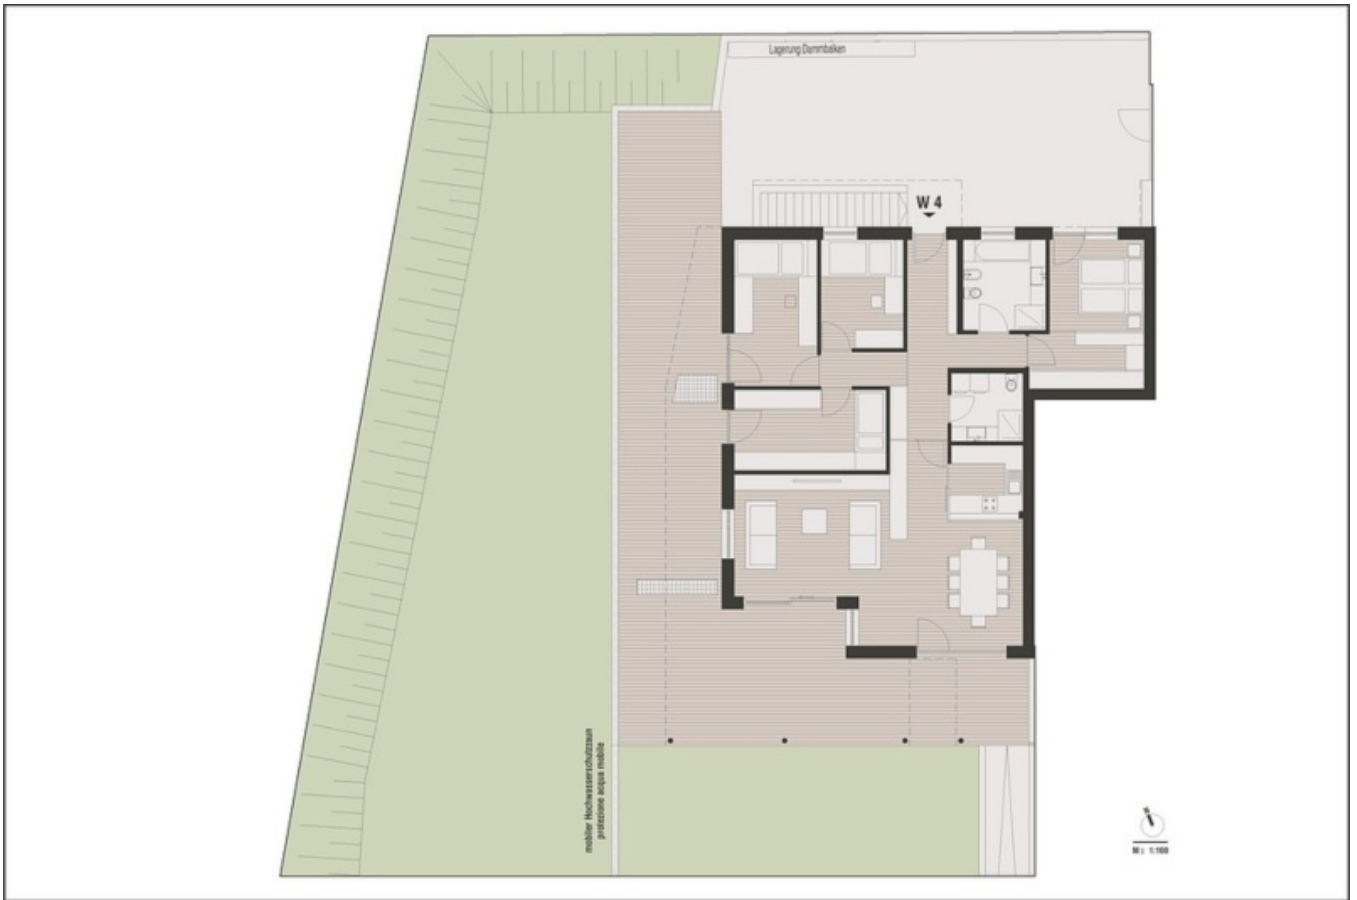 Lagerung Dammbalken
W 4
mobiler Hochwasserschutzzaun
protezione acqua mobile
M : 1:100